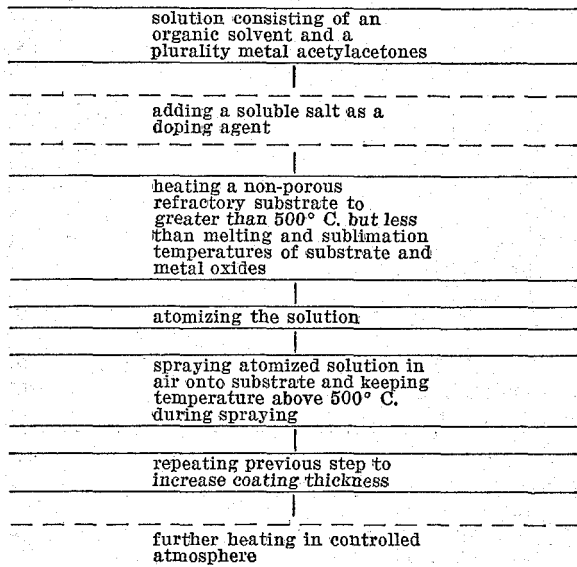 solution consisting of an
organic solvent and a
plurality metal acetylacetones
adding a soluble salt as a
doping agent
heating a non-porous
refractory substrate to
greater than 500° C. but less
than melting and sublimation
temperatures of substrate and
metal oxides
atomizing the solution
spraying atomized solution in
air onto substrate and keeping
temperature above 500° C.
during spraying
repeating previous step to
increase coating thickness
further heating in controlled
atmosphere